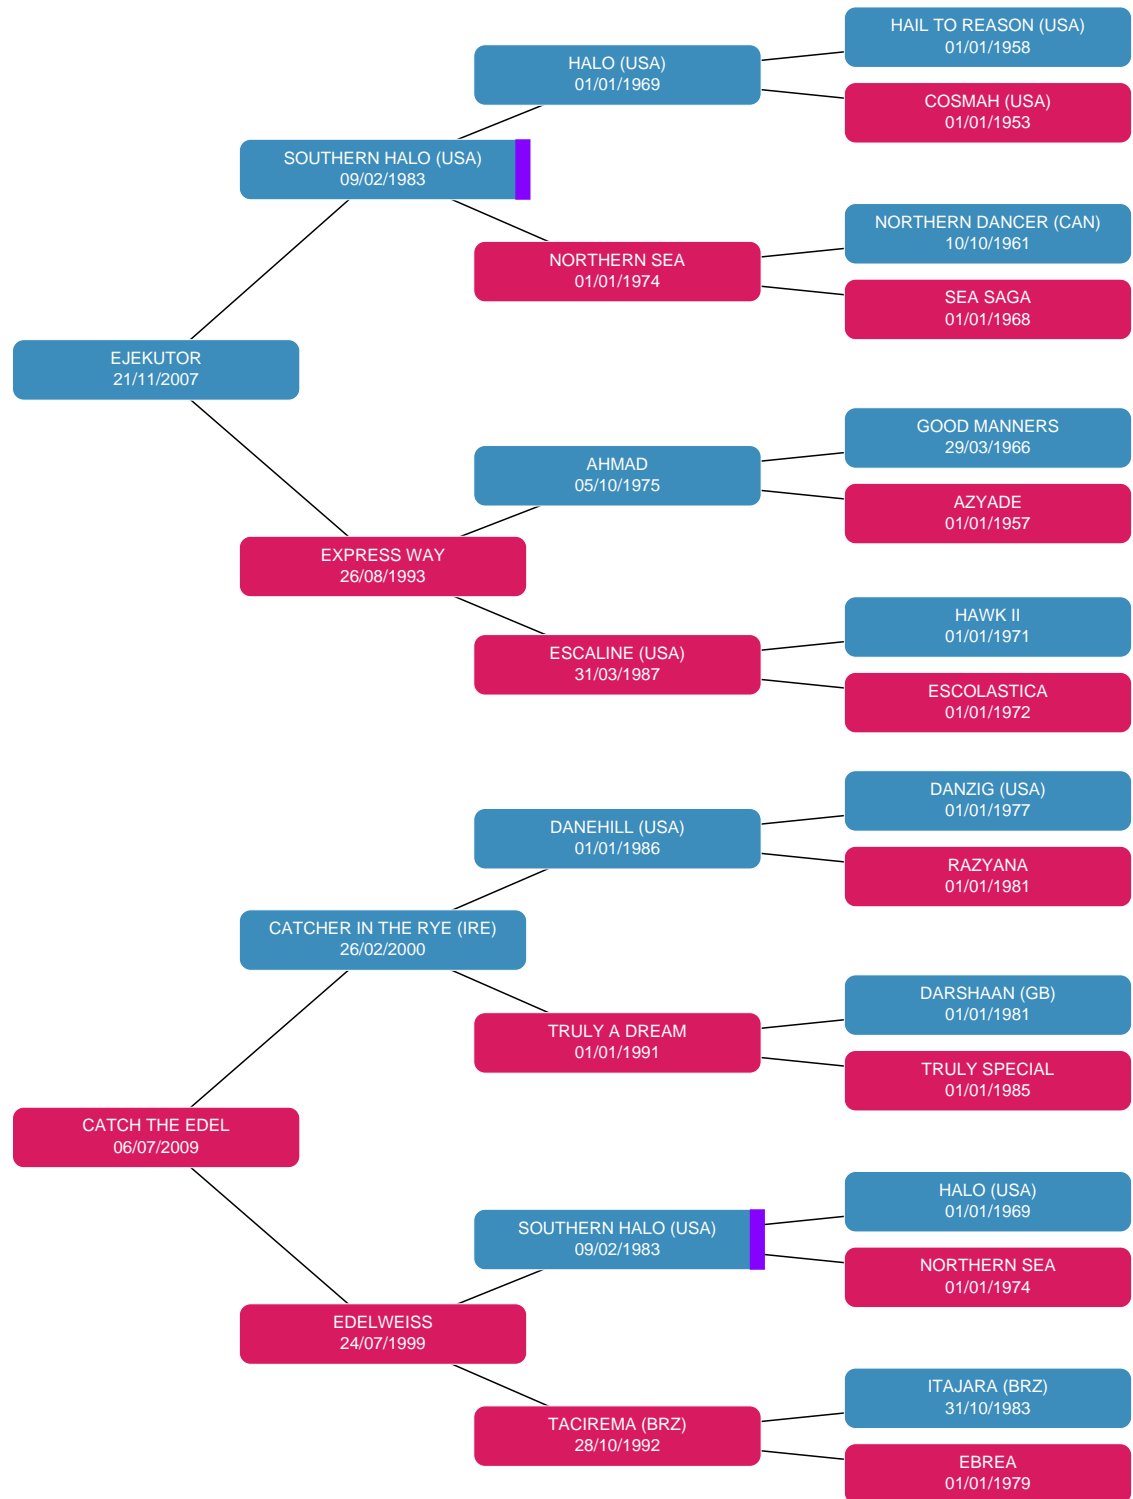 HAIL TO REASON (USA)
01/01/1958
HALO (USA)
01/01/1969
COSMAH (USA)
01/01/1953
SOUTHERN HALO (USA)
09/02/1983
NORTHERN DANCER (CAN)
10/10/1961
NORTHERN SEA
01/01/1974
SEA SAGA
01/01/1968
EJEKUTOR
21/11/2007
GOOD MANNERS
29/03/1966
AHMAD
05/10/1975
AZYADE
01/01/1957
EXPRESS WAY
26/08/1993
HAWK II
01/01/1971
ESCALINE (USA)
31/03/1987
ESCOLASTICA
01/01/1972
DANZIG (USA)
01/01/1977
DANEHILL (USA)
01/01/1986
RAZYANA
01/01/1981
CATCHER IN THE RYE (IRE)
26/02/2000
DARSHAAN (GB)
01/01/1981
TRULY A DREAM
01/01/1991
TRULY SPECIAL
01/01/1985
CATCH THE EDEL
06/07/2009
HALO (USA)
01/01/1969
SOUTHERN HALO (USA)
09/02/1983
NORTHERN SEA
01/01/1974
EDELWEISS
24/07/1999
ITAJARA (BRZ)
31/10/1983
TACIREMA (BRZ)
28/10/1992
EBREA
01/01/1979